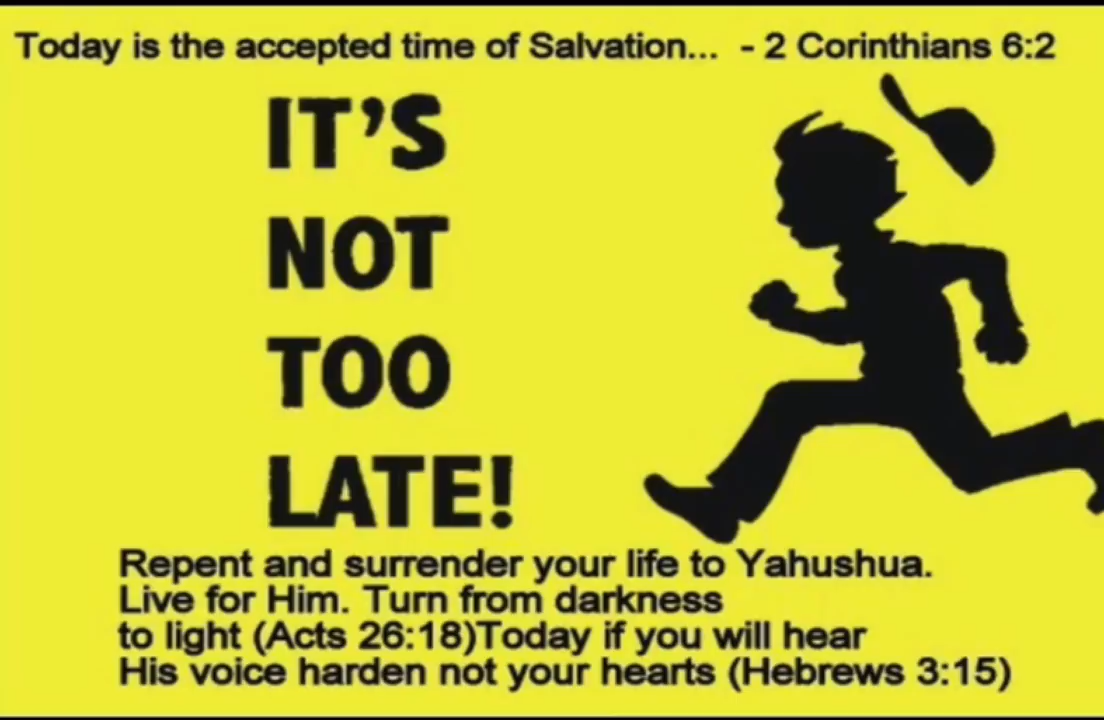 Today is the accepted time of Salvation... - 2 Corinthians 6:2
IT'S
NOT
TOO
LATE!
Repent and surrender your life to Yahushua.
Live for Him. Turn from darkness
to light (Acts 26:18)Today if you will hear
His voice harden not your hearts (Hebrews 3:15)